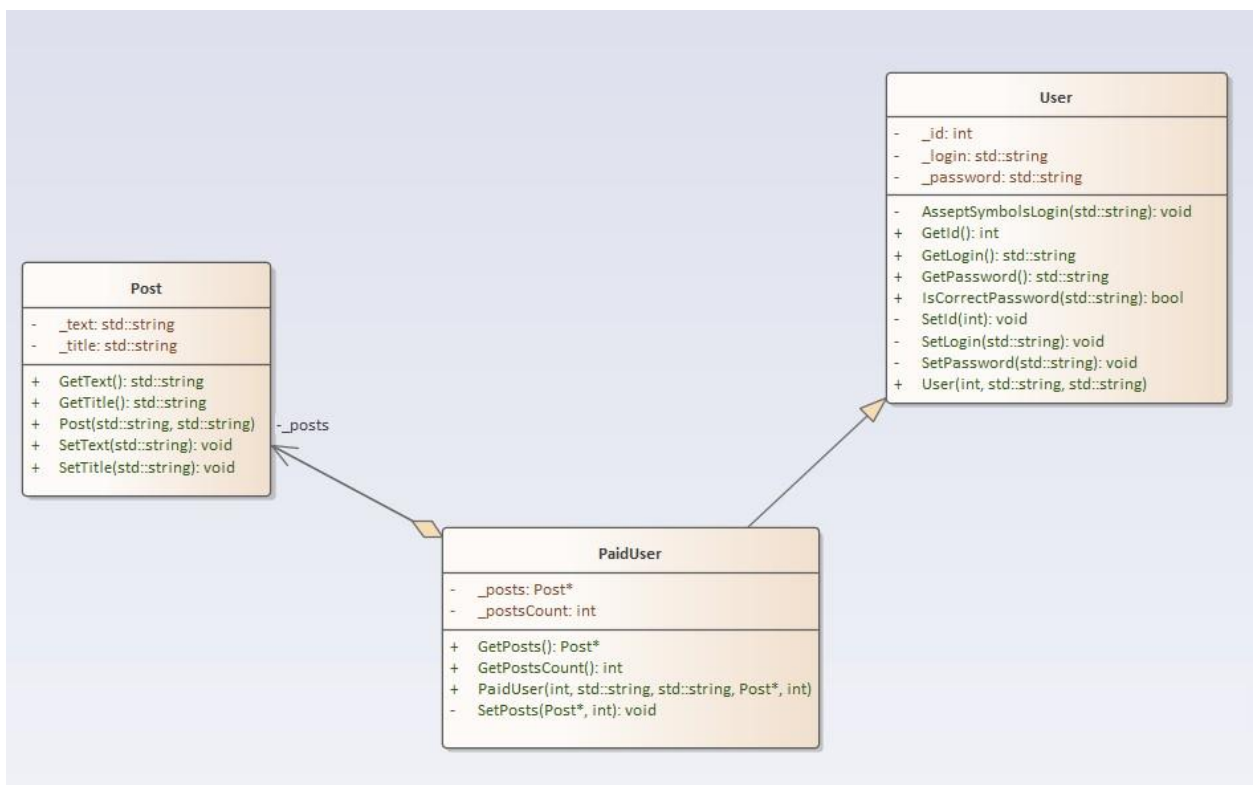 User
- _id: int
- _login: std::string
- _password: std::string
- AsseptSymbolsLogin(std::string): void
+ GetId(): int
+ GetLogin(): std::string
+ GetPassword(): std::string
+ IsCorrectPassword(std::string): bool
- SetId(int): void
- SetLogin(std::string): void
- SetPassword(std::string): void
+ User(int, std::string, std::string)
Post
- _text: std::string
- _title: std::string
+ GetText(): std::string
+ GetTitle(): std::string
+ Post(std::string, std::string)
+ SetText(std::string): void
+ SetTitle(std::string): void
-_posts
PaidUser
- _posts: Post*
- _postsCount: int
+ GetPosts(): Post*
+ GetPostsCount(): int
+ PaidUser(int, std::string, std::string, Post*, int)
- SetPosts(Post*, int): void